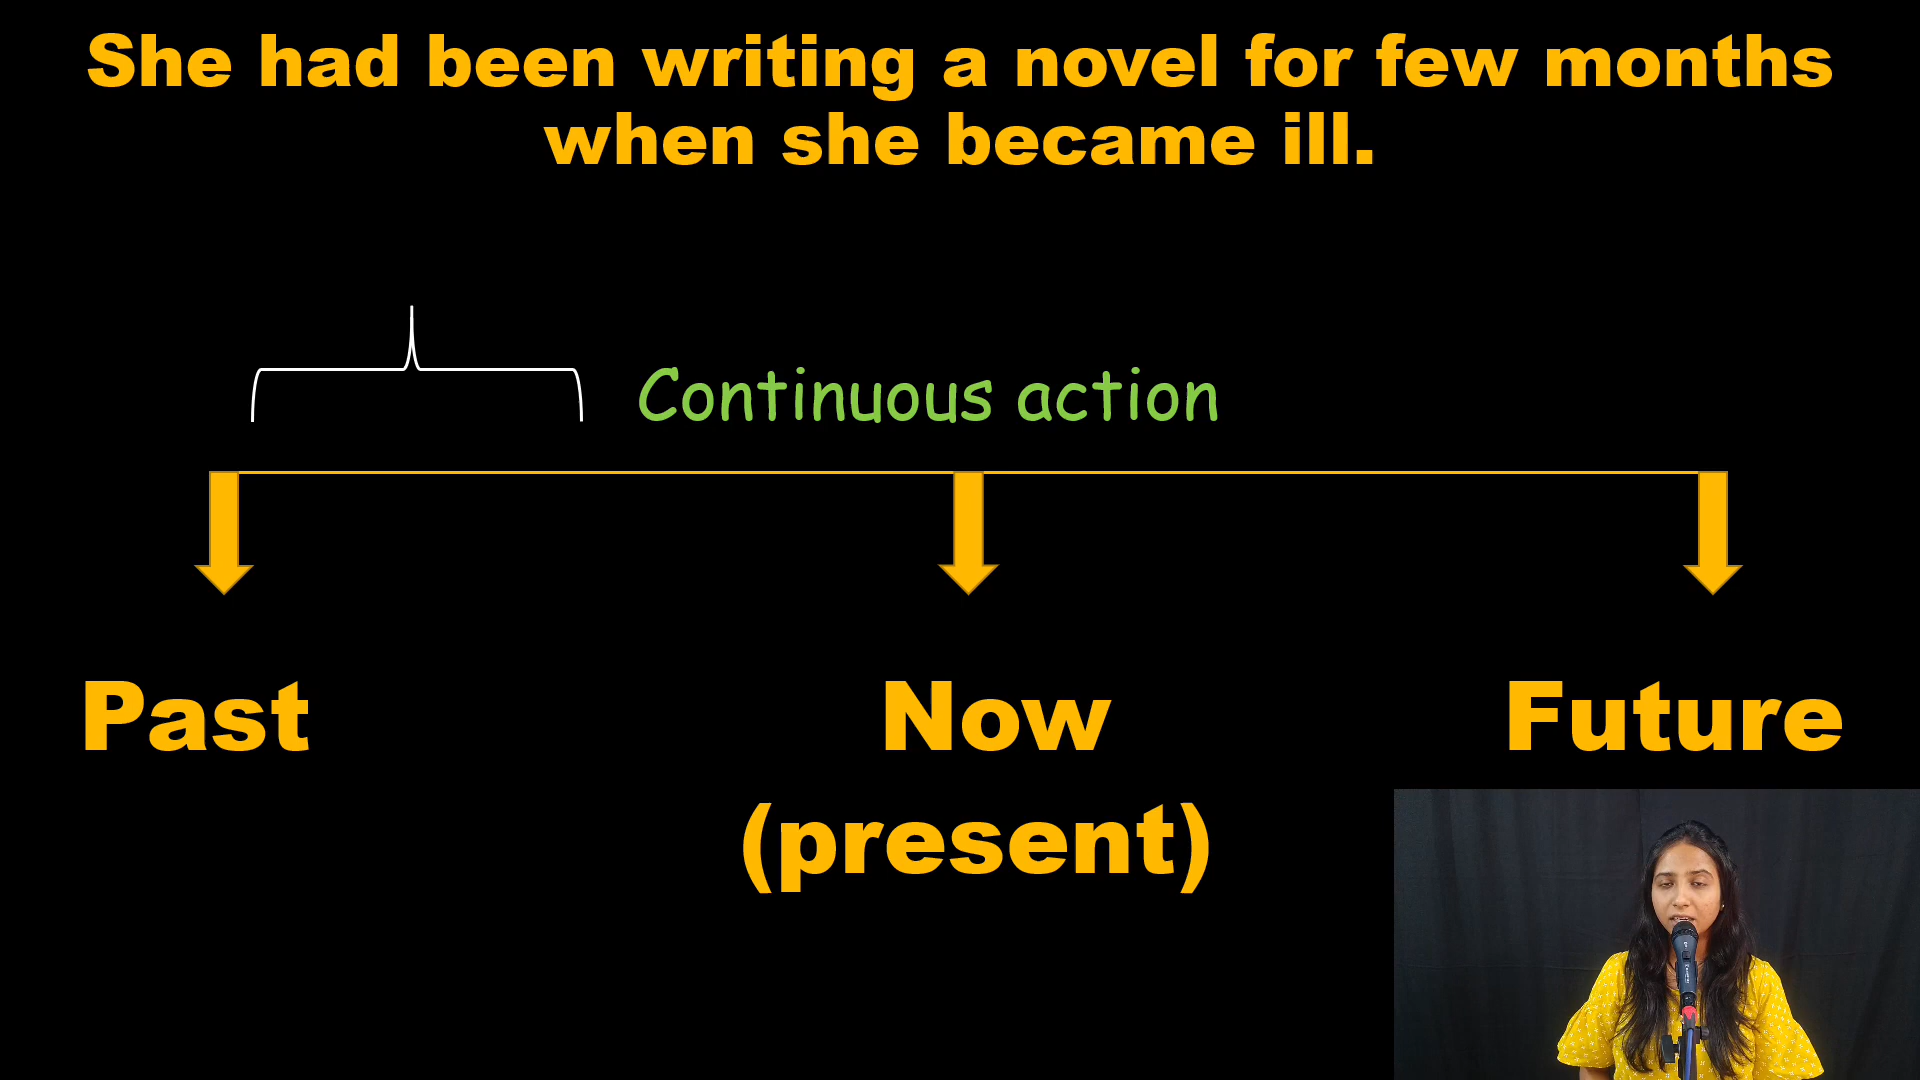 She had been writing a novel for few months
when she became ill.
Continuous action
Past
Now
(present)
Future